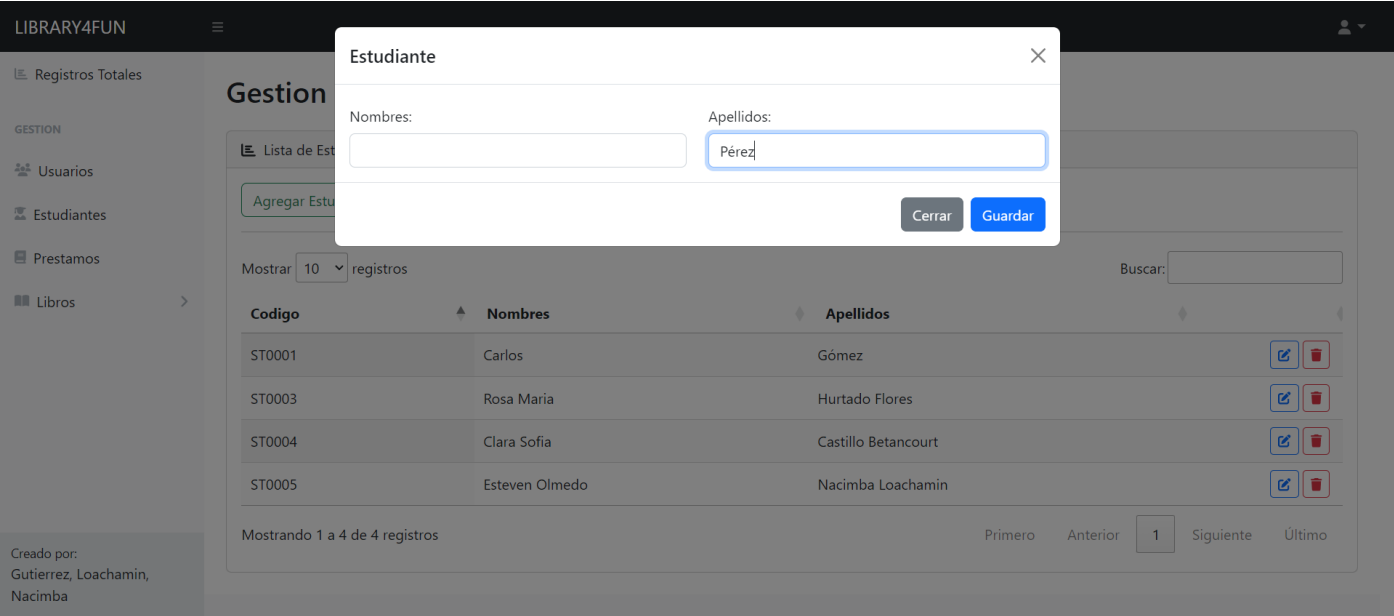 LIBRARY4FUN
Registros Totales
GESTION
Usuarios
Estudiantes
Prestamos
Libros
Creado por:
Gutierrez, Loachamin,
Nacimba
Estudiante
Nombres:
Apellidos:
Pérez
Cerrar
Guardar
Gestion
Lista de Est
Agregar Estu
Mostrar 10 registros
Buscar:
Codigo Nombres Apellidos
ST0001 Carlos Gómez
ST0003 Rosa Maria Hurtado Flores
ST0004 Clara Sofia Castillo Betancourt
ST0005 Esteven Olmedo Nacimba Loachamin
Mostrando 1 a 4 de 4 registros
Primero Anterior 1 Siguiente Último